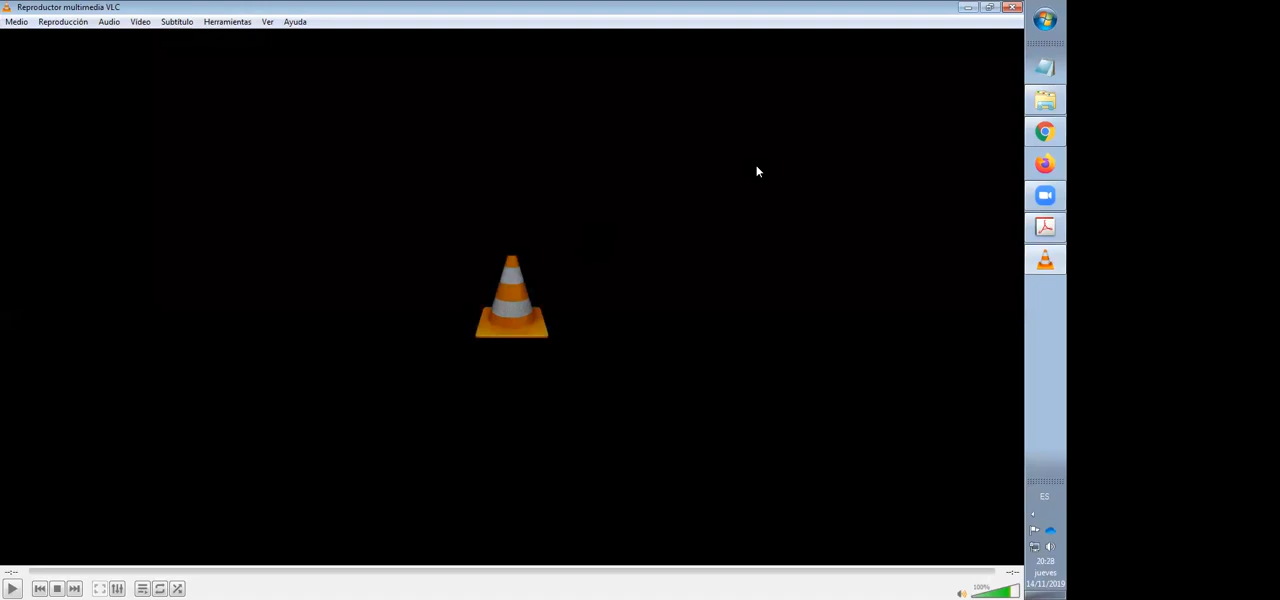 Reproductor multimedia VLC
Medio Reproducción Audio Vídeo Subtítulo Herramientas Ver Ayuda
ES
20:28
jueves
14/11/2019
--:-- --:--
100%